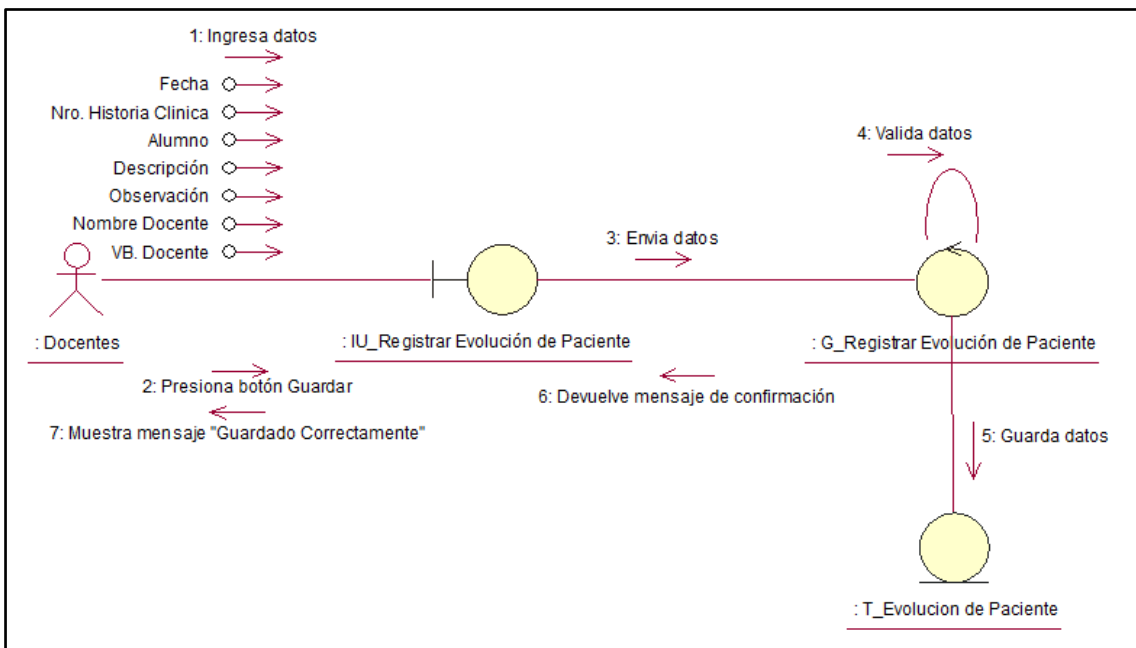 1: Ingresa datos
Fecha
Nro. Historia Clinica
Alumno
Descripción
Observación
Nombre Docente
VB. Docente
4: Valida datos
3: Envia datos
: Docentes
: IU_Registrar Evolución de Paciente
: G_Registrar Evolución de Paciente
2: Presiona botón Guardar
6: Devuelve mensaje de confirmación
7: Muestra mensaje "Guardado Correctamente"
5: Guarda datos
: T_Evolucion de Paciente